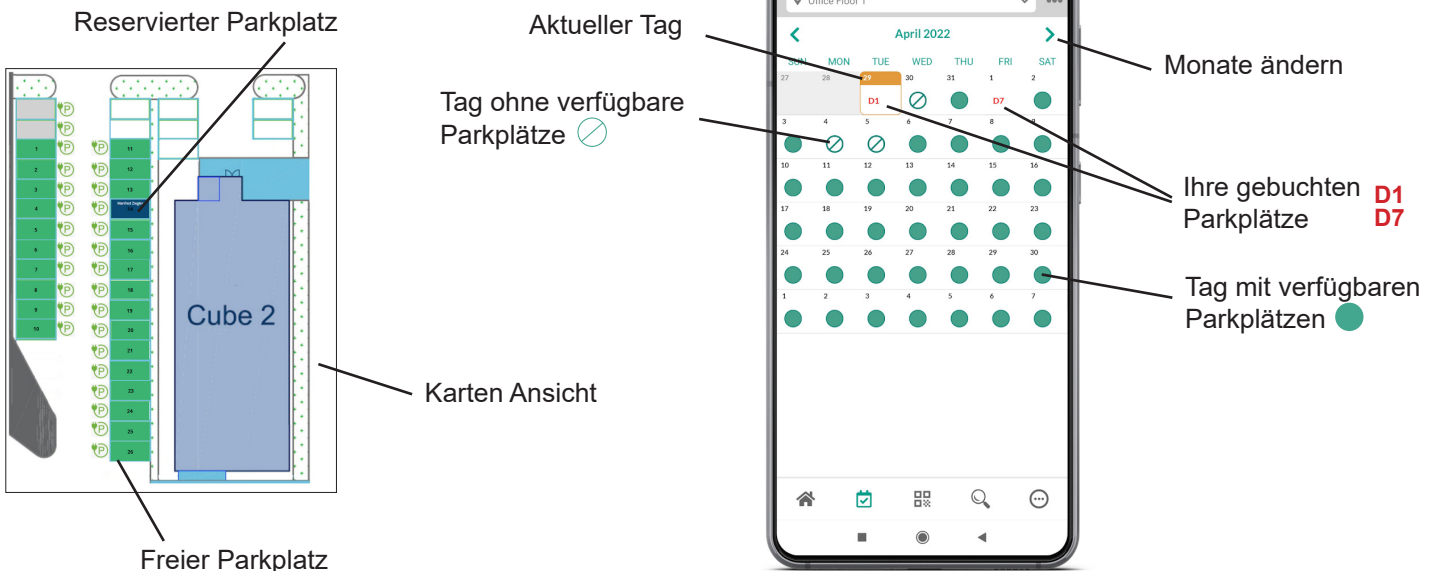 Reservierter Parkplatz
1
2
3
4
5
6
7
8
9
10
11
12
13
14
15
16
17
18
19
20
21
22
23
24
25
26
Cube 2
Karten Ansicht
Freier Parkplatz
Aktueller Tag
Tag ohne verfügbare
Parkplätze
Office Floor 1
April 2022
SUN MON TUE WED THU FRI SAT
27 28 29 30 31 1 2
D1 D7
3 4 5 6 7 8 9
10 11 12 13 14 15 16
17 18 19 20 21 22 23
24 25 26 27 28 29 30
1 2 3 4 5 6 7
Monate ändern
Ihre gebuchten D1
Parkplätze D7
Tag mit verfügbaren
Parkplätzen